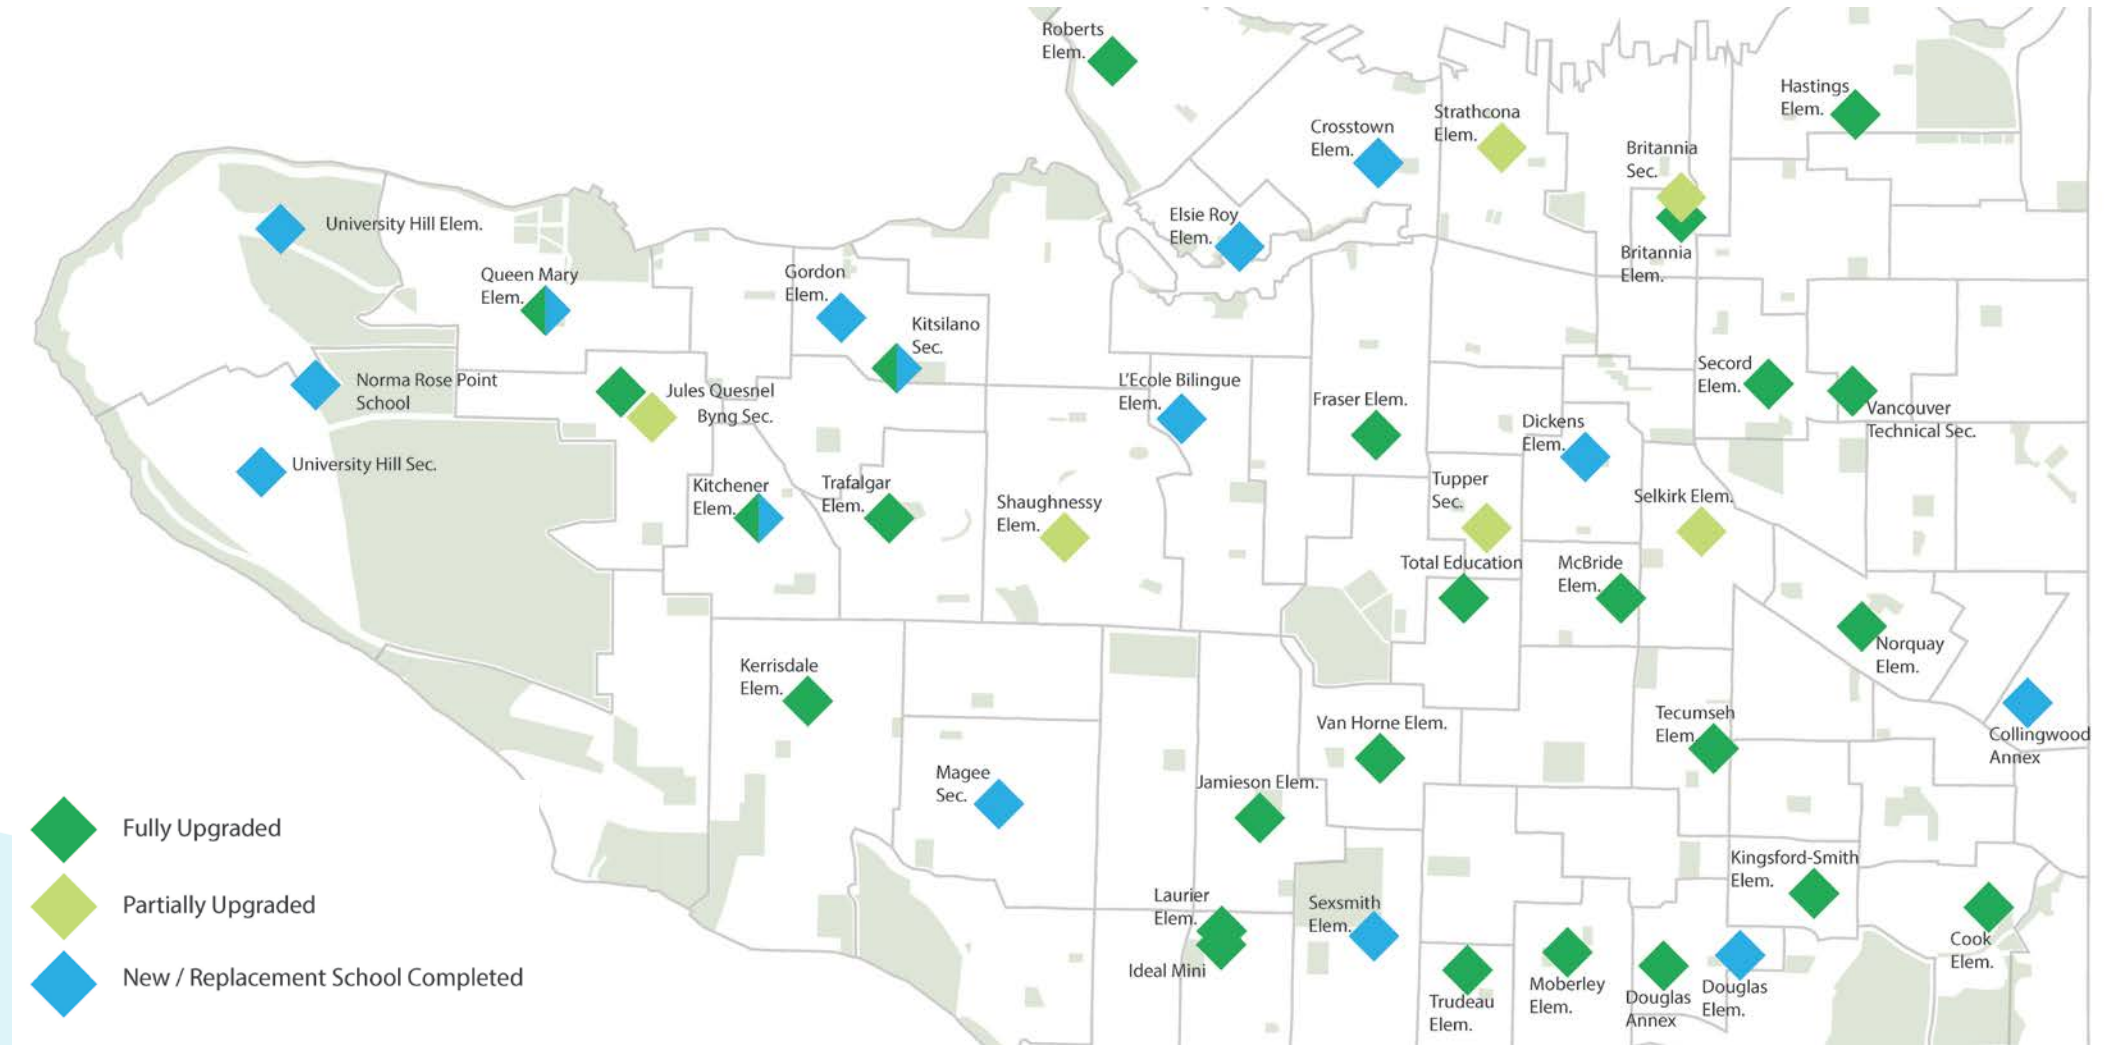 Roberts
Elem.
Hastings
Elem.
Strathcona
Elem.
Crosstown
Elem.
Britannia
Sec.
Elsie Roy
Elem.
Britannia
Elem.
University Hill Elem.
Queen Mary
Elem.
Gordon
Elem.
Kitsilano
Sec.
Norma Rose Point
School
Jules Quesnel
Byng Sec.
L'Ecole Bilingue
Elem.
Fraser Elem.
Secord
Elem.
Vancouver
Technical Sec.
Dickens
Elem.
University Hill Sec.
Kitchener
Elem.
Trafalgar
Elem.
Shaughnessy
Elem.
Tupper
Sec.
Selkirk Elem.
Total Education
McBride
Elem.
Norquay
Elem.
Kerrisdale
Elem.
Van Horne Elem.
Tecumseh
Elem.
Collingwood
Annex
Magee
Sec.
Jamieson Elem.
Fully Upgraded
Kingsford-Smith
Elem.
Laurier
Elem.
Sexsmith
Elem.
Partially Upgraded
Cook
Elem.
Ideal Mini
New / Replacement School Completed
Trudeau
Elem.
Moberley
Elem.
Douglas
Annex
Douglas
Elem.